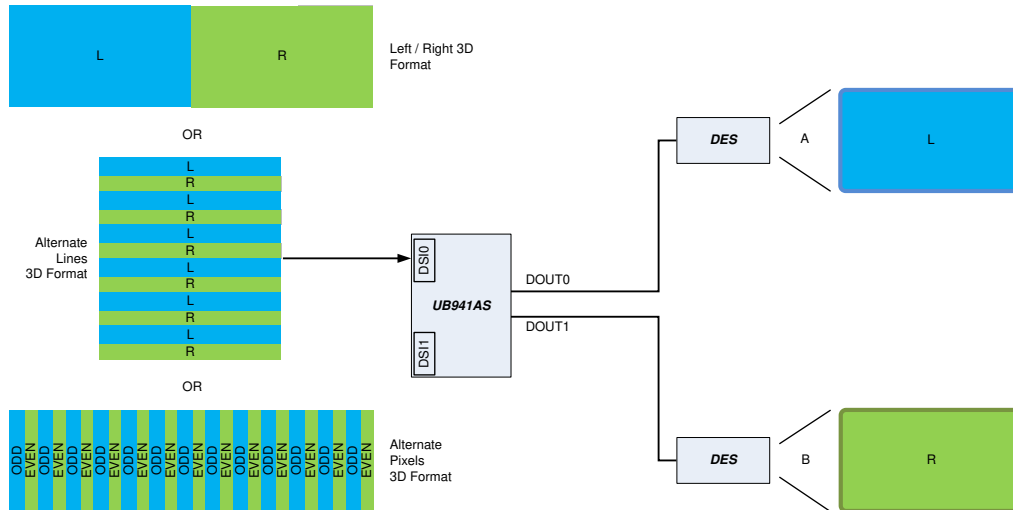 L
R
Left / Right 3D
Format
OR
L
R
L
R
L
R
L
R
L
R
L
R
Alternate
Lines
3D Format
OR
ODD
EVEN
ODD
EVEN
ODD
EVEN
ODD
EVEN
ODD
EVEN
ODD
EVEN
ODD
EVEN
ODD
EVEN
ODD
EVEN
ODD
EVEN
ODD
EVEN
ODD
EVEN
ODD
EVEN
Alternate
Pixels
3D Format
DSI0
UB941AS
DSI1
DOUT0
DOUT1
DES
A
L
DES
B
R